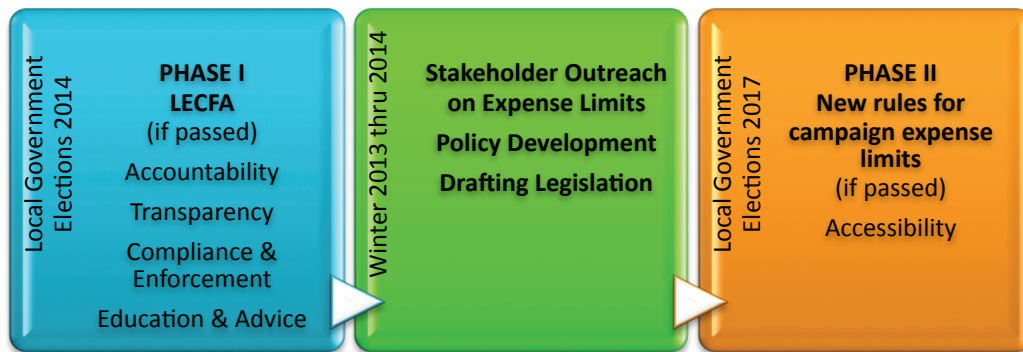 Local Government
Elections 2014
PHASE I
LECFA
(if passed)
Accountability
Transparency
Compliance &
Enforcement
Education & Advice
Winter 2013 thru 2014
Stakeholder Outreach
on Expense Limits
Policy Development
Drafting Legislation
Local Government
Elections 2017
PHASE II
New rules for
campaign expense
limits
(if passed)
Accessibility